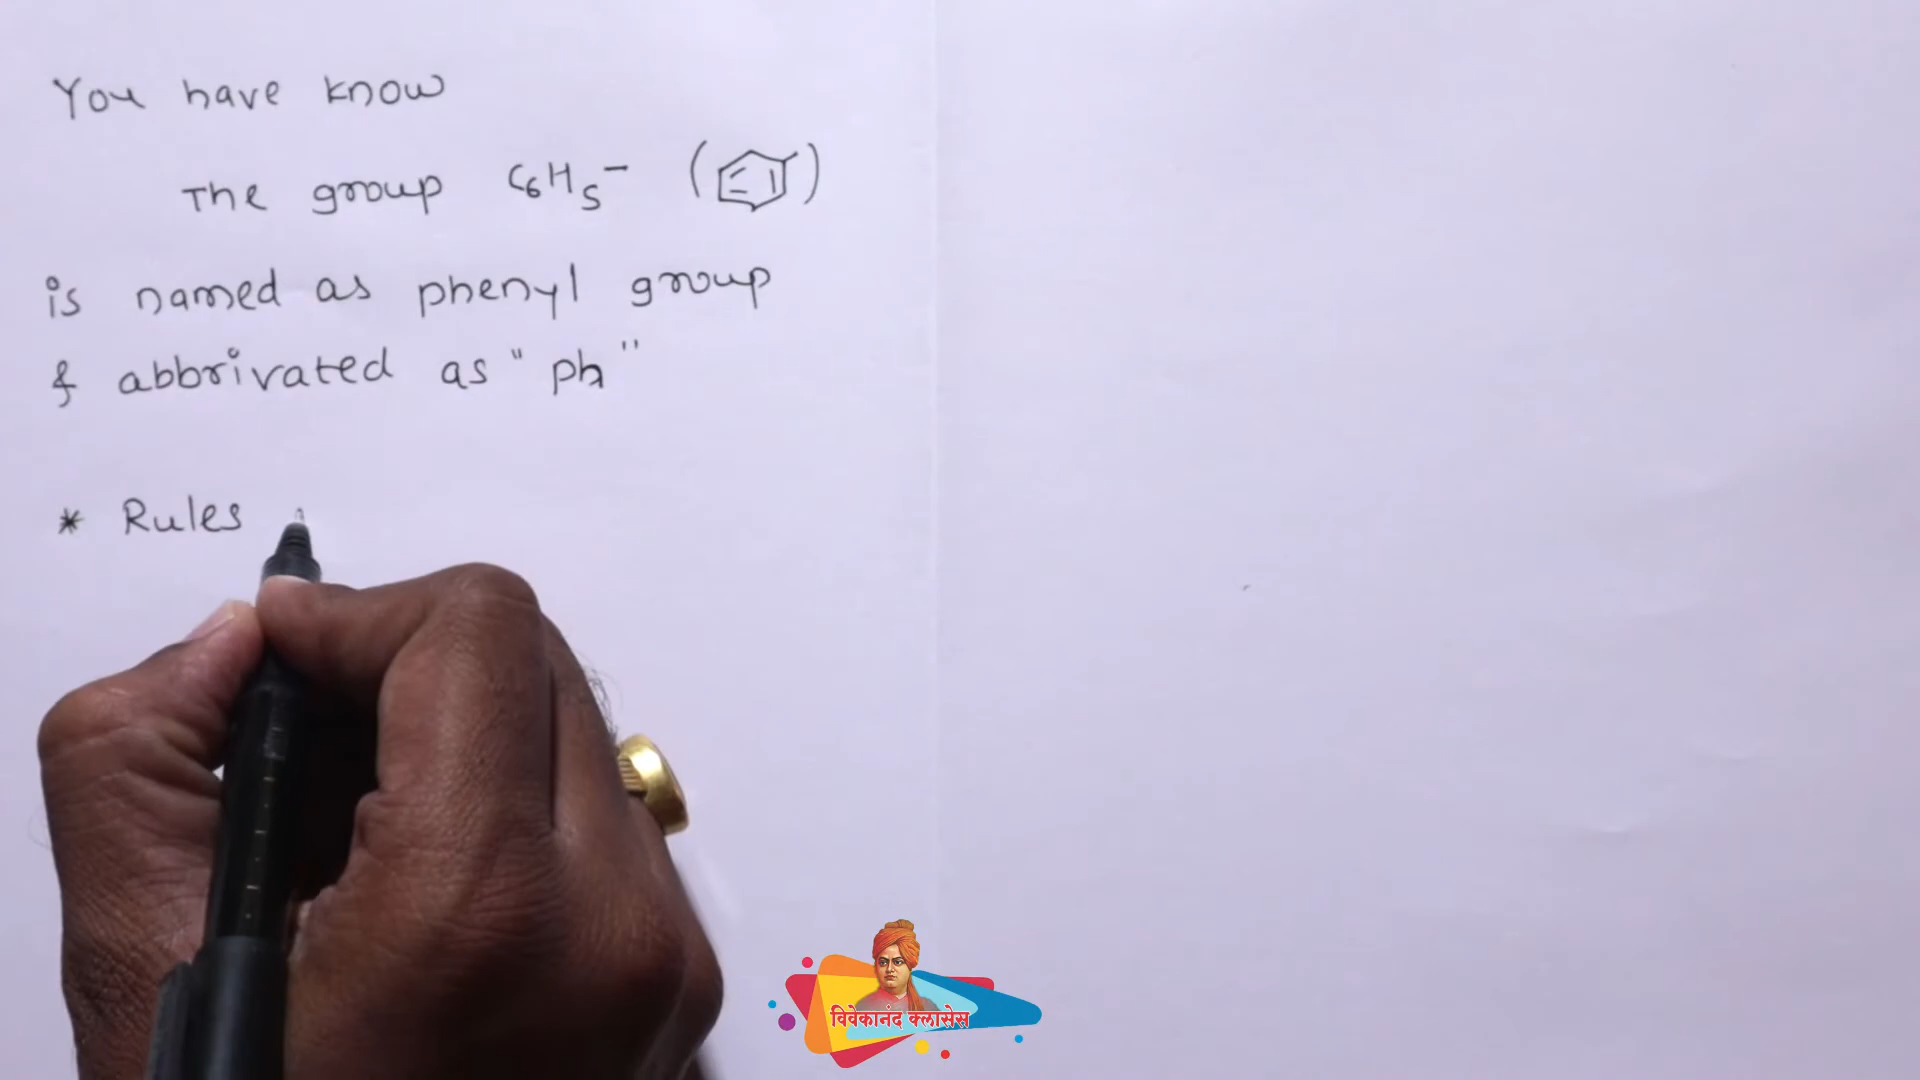 You have know
The group C6H5- ( )
is named as phenyl group
& abbrivated as "ph"
* Rules
विवेकानंद क्लासेस